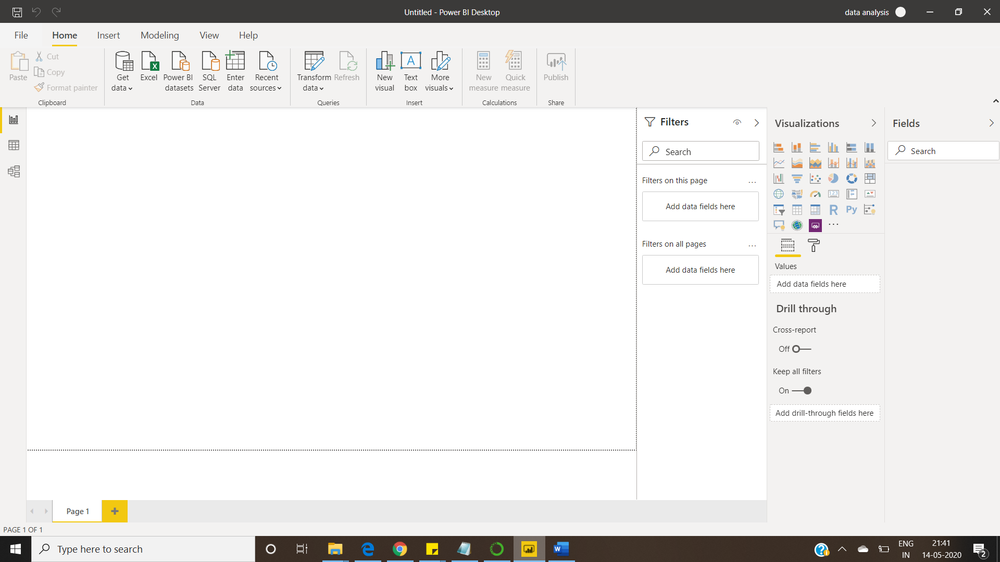 Untitled - Power BI Desktop
data analysis
File
Home
Insert
Modeling
View
Help
Paste
Cut
Copy
Format painter
Clipboard
Get
data
Excel
Power BI
datasets
SQL
Server
Enter
data
Recent
sources
Data
Transform
data
Refresh
Queries
New
visual
A
Text
box
More
visuals
Insert
New
measure
Quick
measure
Calculations
Publish
Share
Filters
Search
Filters on this page
...
Add data fields here
Filters on all pages
...
Add data fields here
Visualizations
123
R
Py
...
Values
Add data fields here
Drill through
Cross-report
Off
Keep all filters
On
Add drill-through fields here
Fields
Search
Page 1
PAGE 1 OF 1
Type here to search
ENG
IN
21:41
14-05-2020
2